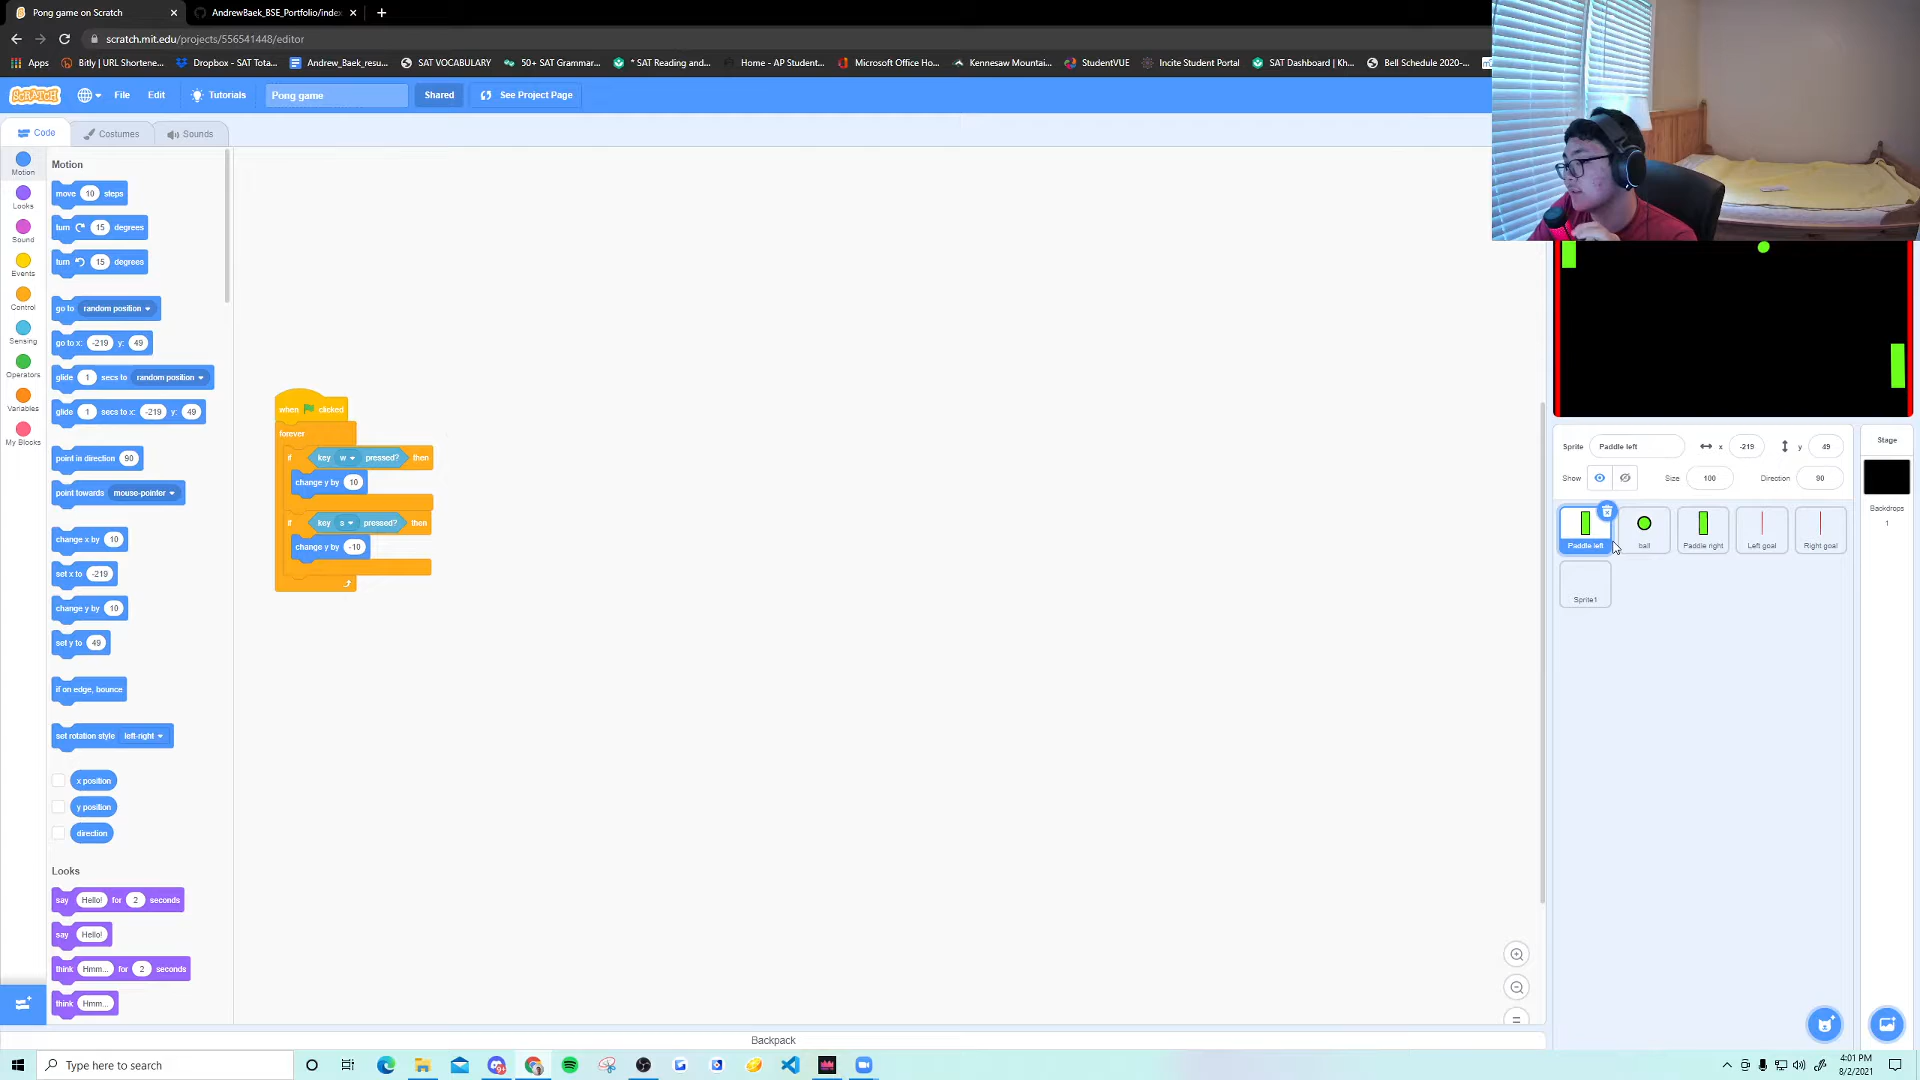 Pong game on Scratch
AndrewBaek_BSE_Portfolio/index
scratch.mit.edu/projects/556541448/editor
Apps
Bitly | URL Shortene...
Dropbox - SAT Tota...
Andrew_Baek_resu...
SAT VOCABULARY
50+ SAT Grammar...
* SAT Reading and...
Home - AP Student...
Microsoft Office Ho...
Kennesaw Mountai...
StudentVUE
Incite Student Portal
SAT Dashboard | Kh...
Bell Schedule 2020-...
SCRATCH
File
Edit
Tutorials
Pong game
Shared
See Project Page
Code
Costumes
Sounds
Motion
Looks
Sound
Events
Control
Sensing
Operators
Variables
My Blocks
Motion
move 10 steps
turn 15 degrees
turn 15 degrees
go to random position
go to x: -219 y: 49
glide 1 secs to random position
glide 1 secs to x: -219 y: 49
point in direction 90
point towards mouse-pointer
change x by 10
set x to -219
change y by 10
set y to 49
if on edge, bounce
set rotation style left-right
x position
y position
direction
Looks
say Hello! for 2 seconds
say Hello!
think Hmm... for 2 seconds
think Hmm...
when clicked
forever
if key w pressed? then
change y by 10
if key s pressed? then
change y by -10
Sprite Paddle left x -219 y 49
Show Size 100 Direction 90
Paddle left
ball
Paddle right
Left goal
Right goal
Sprite1
Stage
Backdrops
1
Backpack
Type here to search
4:01 PM
8/2/2021